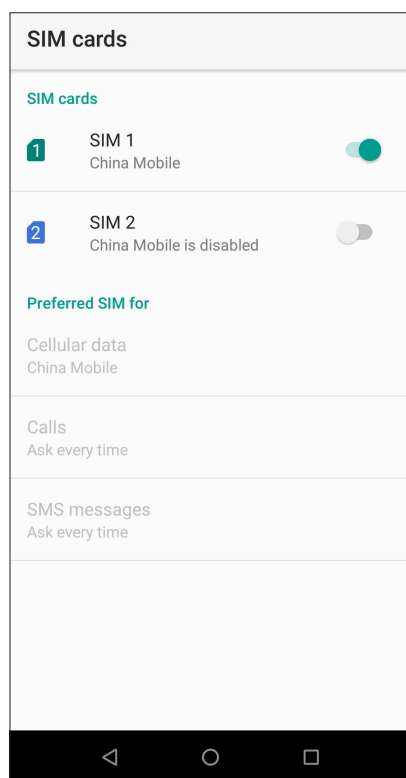 SIM cards
SIM cards
1
SIM 1
China Mobile
2
SIM 2
China Mobile is disabled
Preferred SIM for
Cellular data
China Mobile
Calls
Ask every time
SMS messages
Ask every time